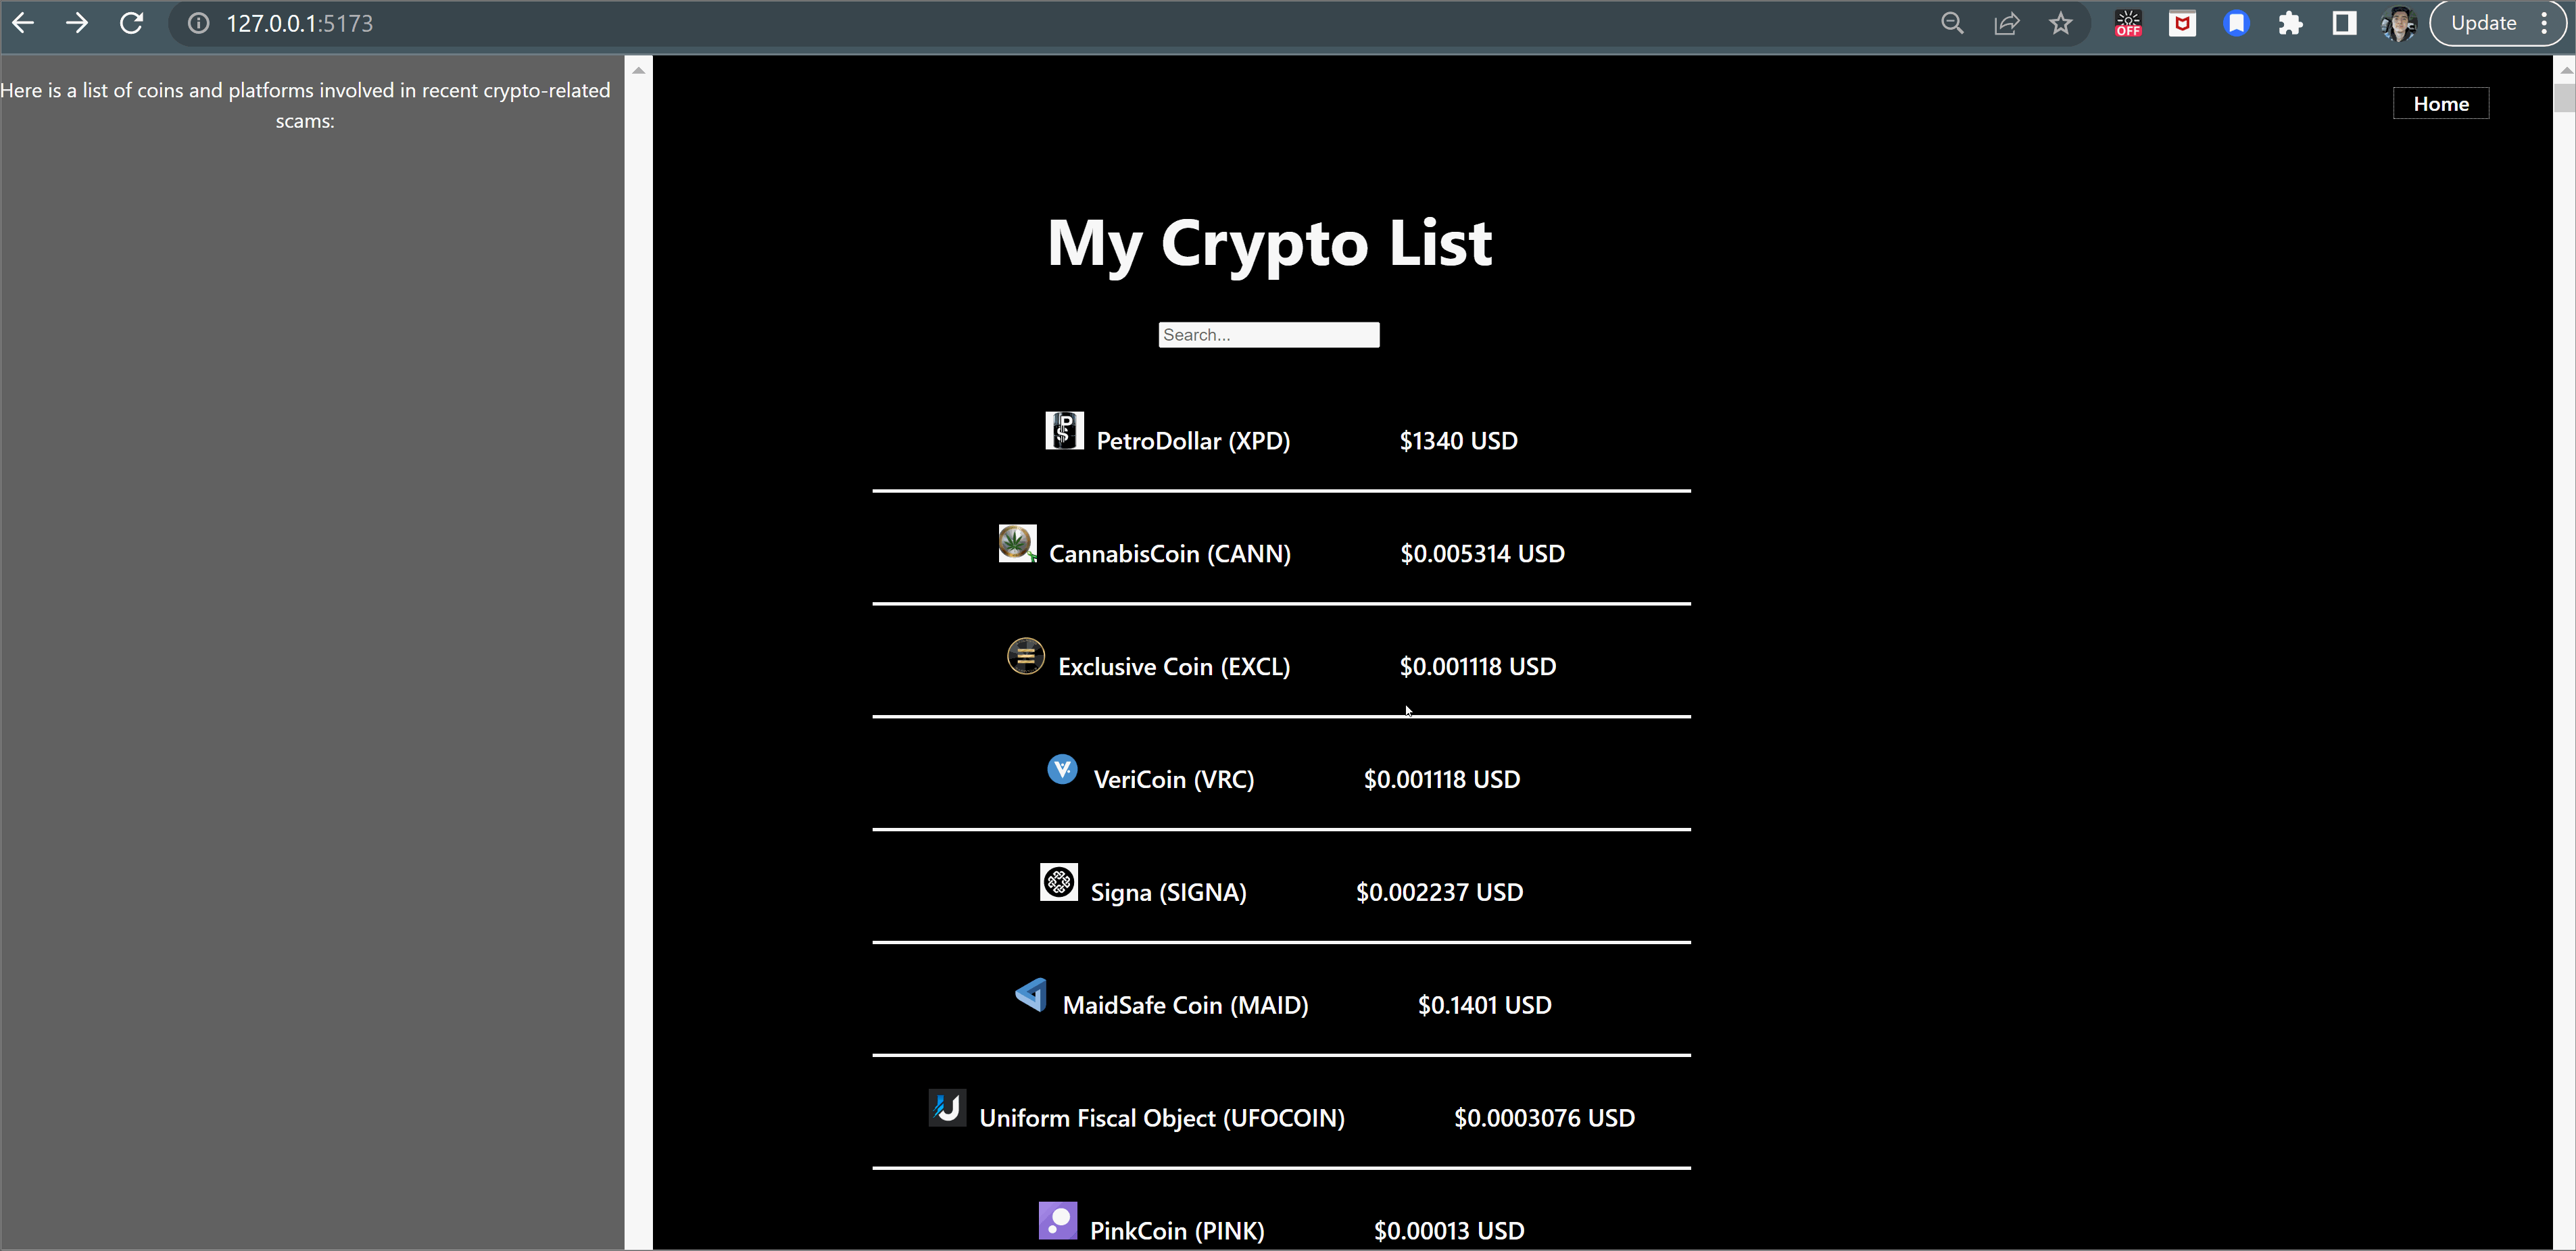 127.0.0.1:5173
OFF
Update
Here is a list of coins and platforms involved in recent crypto-related
scams:
Home
My Crypto List
Search...
PetroDollar (XPD) $1340 USD
CannabisCoin (CANN) $0.005314 USD
Exclusive Coin (EXCL) $0.001118 USD
VeriCoin (VRC) $0.001118 USD
Signa (SIGNA) $0.002237 USD
MaidSafe Coin (MAID) $0.1401 USD
Uniform Fiscal Object (UFOCOIN) $0.0003076 USD
PinkCoin (PINK) $0.00013 USD